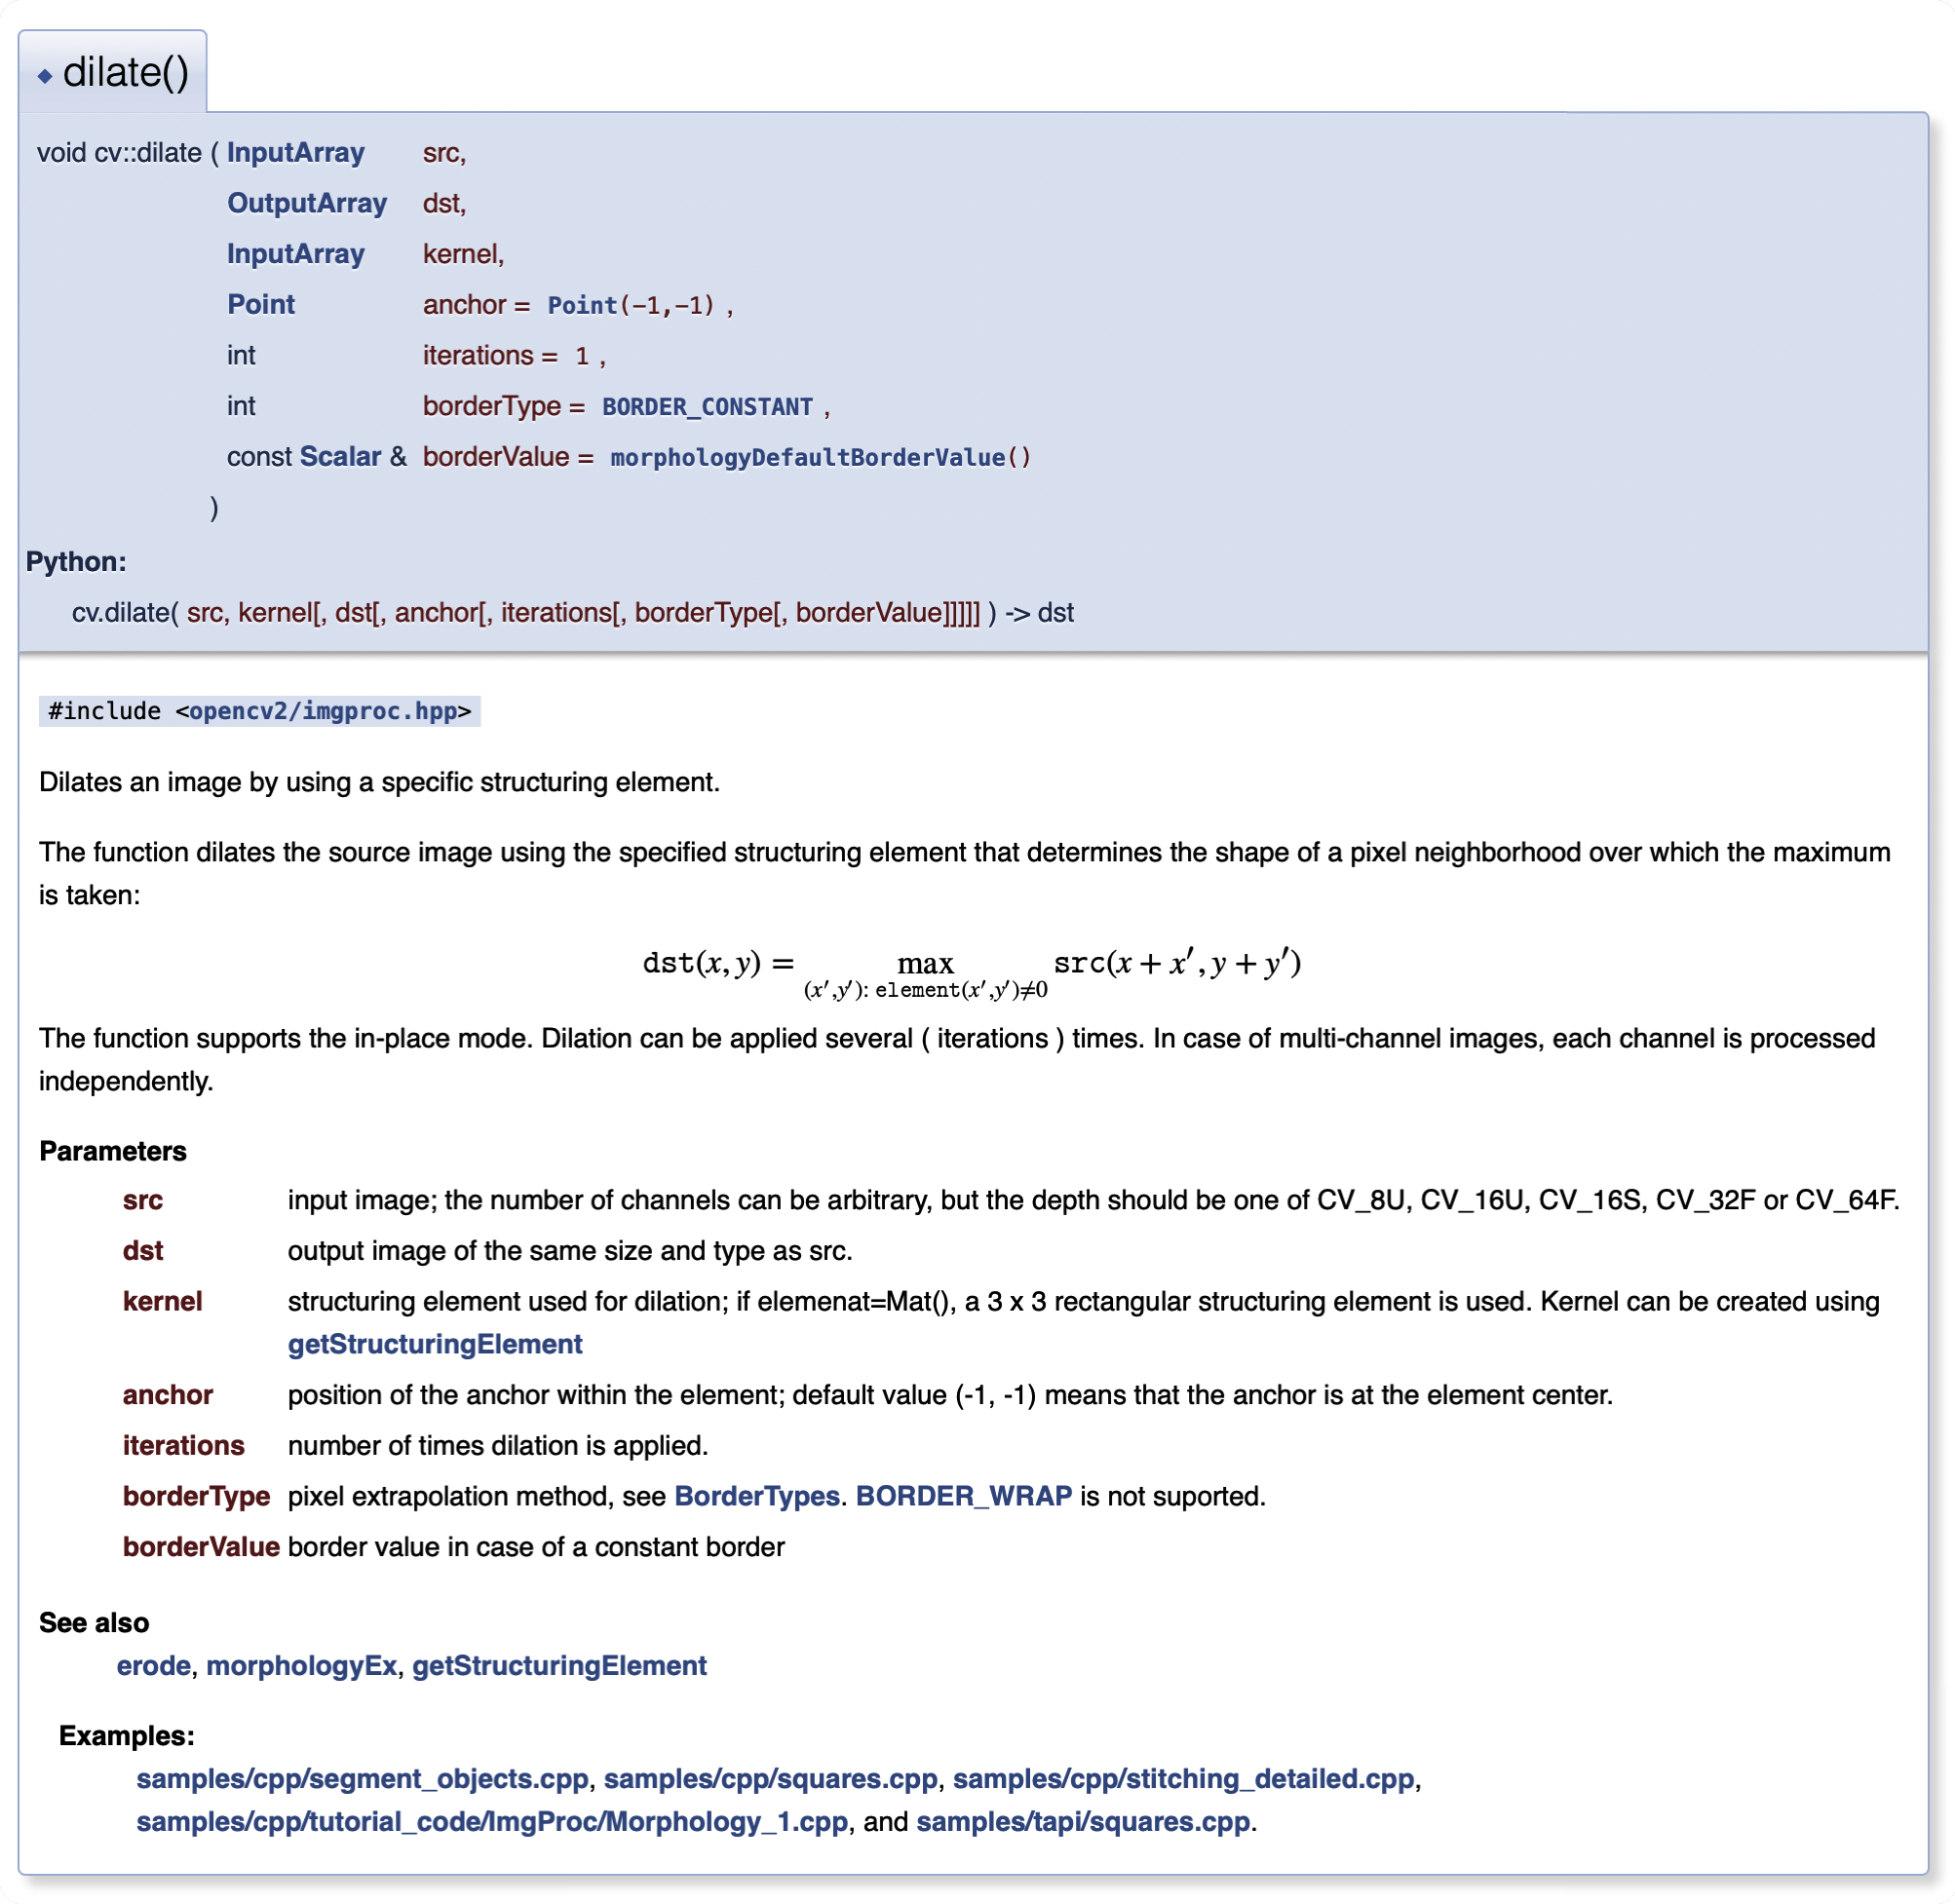 ◆ dilate()
void cv::dilate ( InputArray src,
OutputArray dst,
InputArray kernel,
Point anchor = Point(-1,-1) ,
int iterations = 1 ,
int borderType = BORDER_CONSTANT ,
const Scalar & borderValue = morphologyDefaultBorderValue()
)
Python:
cv.dilate( src, kernel[, dst[, anchor[, iterations[, borderType[, borderValue]]]]] ) -> dst
#include <opencv2/imgproc.hpp>
Dilates an image by using a specific structuring element.
The function dilates the source image using the specified structuring element that determines the shape of a pixel neighborhood over which the maximum
is taken:
dst(x, y) = max src(x + x′, y + y′)
(x′,y′): element(x′,y′)≠0
The function supports the in-place mode. Dilation can be applied several ( iterations ) times. In case of multi-channel images, each channel is processed
independently.
Parameters
src input image; the number of channels can be arbitrary, but the depth should be one of CV_8U, CV_16U, CV_16S, CV_32F or CV_64F.
dst output image of the same size and type as src.
kernel structuring element used for dilation; if elemenat=Mat(), a 3 x 3 rectangular structuring element is used. Kernel can be created using
getStructuringElement
anchor position of the anchor within the element; default value (-1, -1) means that the anchor is at the element center.
iterations number of times dilation is applied.
borderType pixel extrapolation method, see BorderTypes. BORDER_WRAP is not suported.
borderValue border value in case of a constant border
See also
erode, morphologyEx, getStructuringElement
Examples:
samples/cpp/segment_objects.cpp, samples/cpp/squares.cpp, samples/cpp/stitching_detailed.cpp,
samples/cpp/tutorial_code/ImgProc/Morphology_1.cpp, and samples/tapi/squares.cpp.